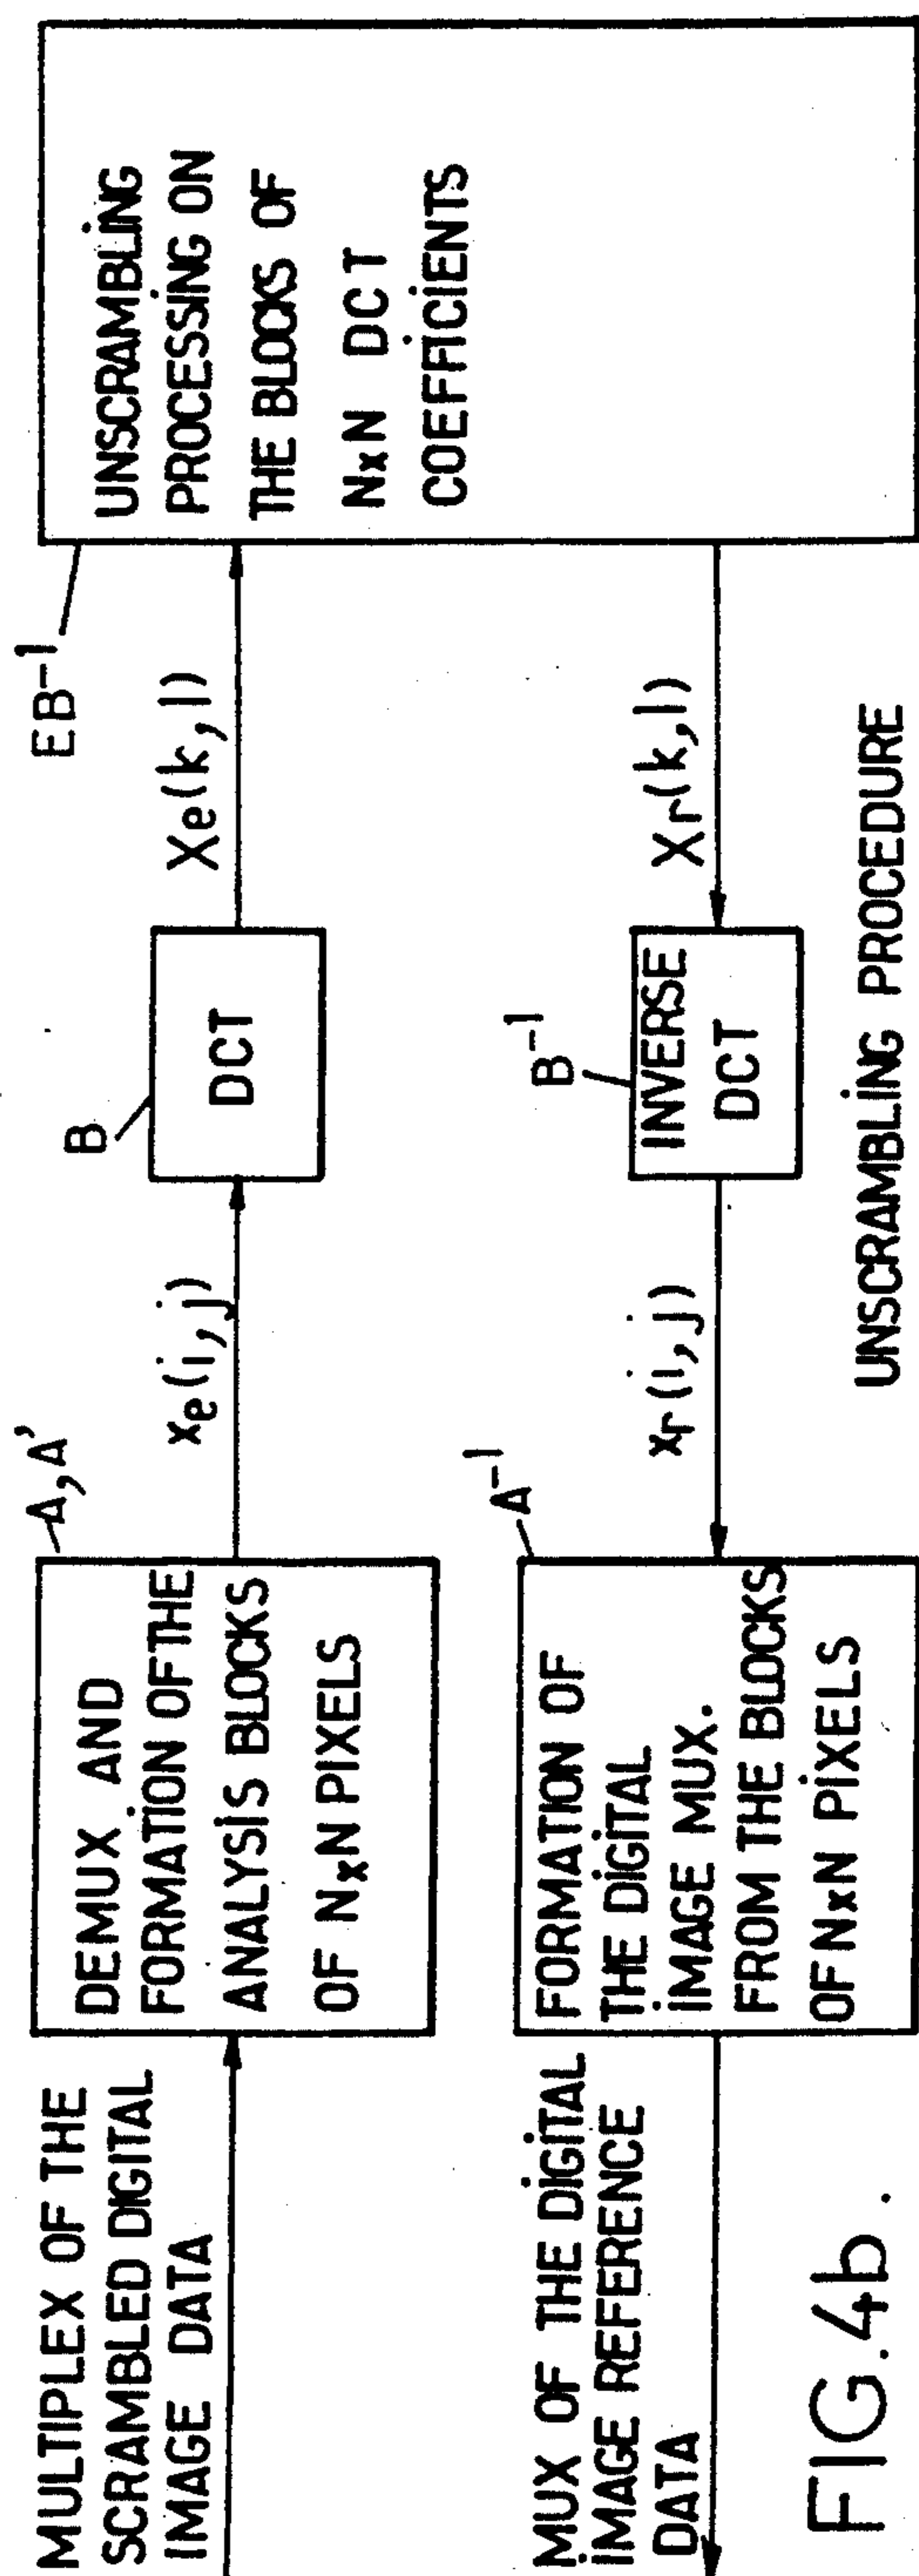 MULTIPLEX OF THE
SCRAMBLED DIGITAL
IMAGE DATA
A, A'
DEMUX AND
FORMATION OF THE
ANALYSIS BLOCKS
OF NxN PIXELS
xe(i,j)
B
DCT
Xe(k,l)
EB-1
UNSCRAMBLING
PROCESSING ON
THE BLOCKS OF
NxN DCT
COEFFICIENTS
Xr(k,l)
B-1
INVERSE
DCT
xr(i,j)
A-1
FORMATION OF
THE DIGITAL
IMAGE MUX.
FROM THE BLOCKS
OF NxN PIXELS
MUX OF THE DIGITAL
IMAGE REFERENCE
DATA
UNSCRAMBLING PROCEDURE
FIG.4b.